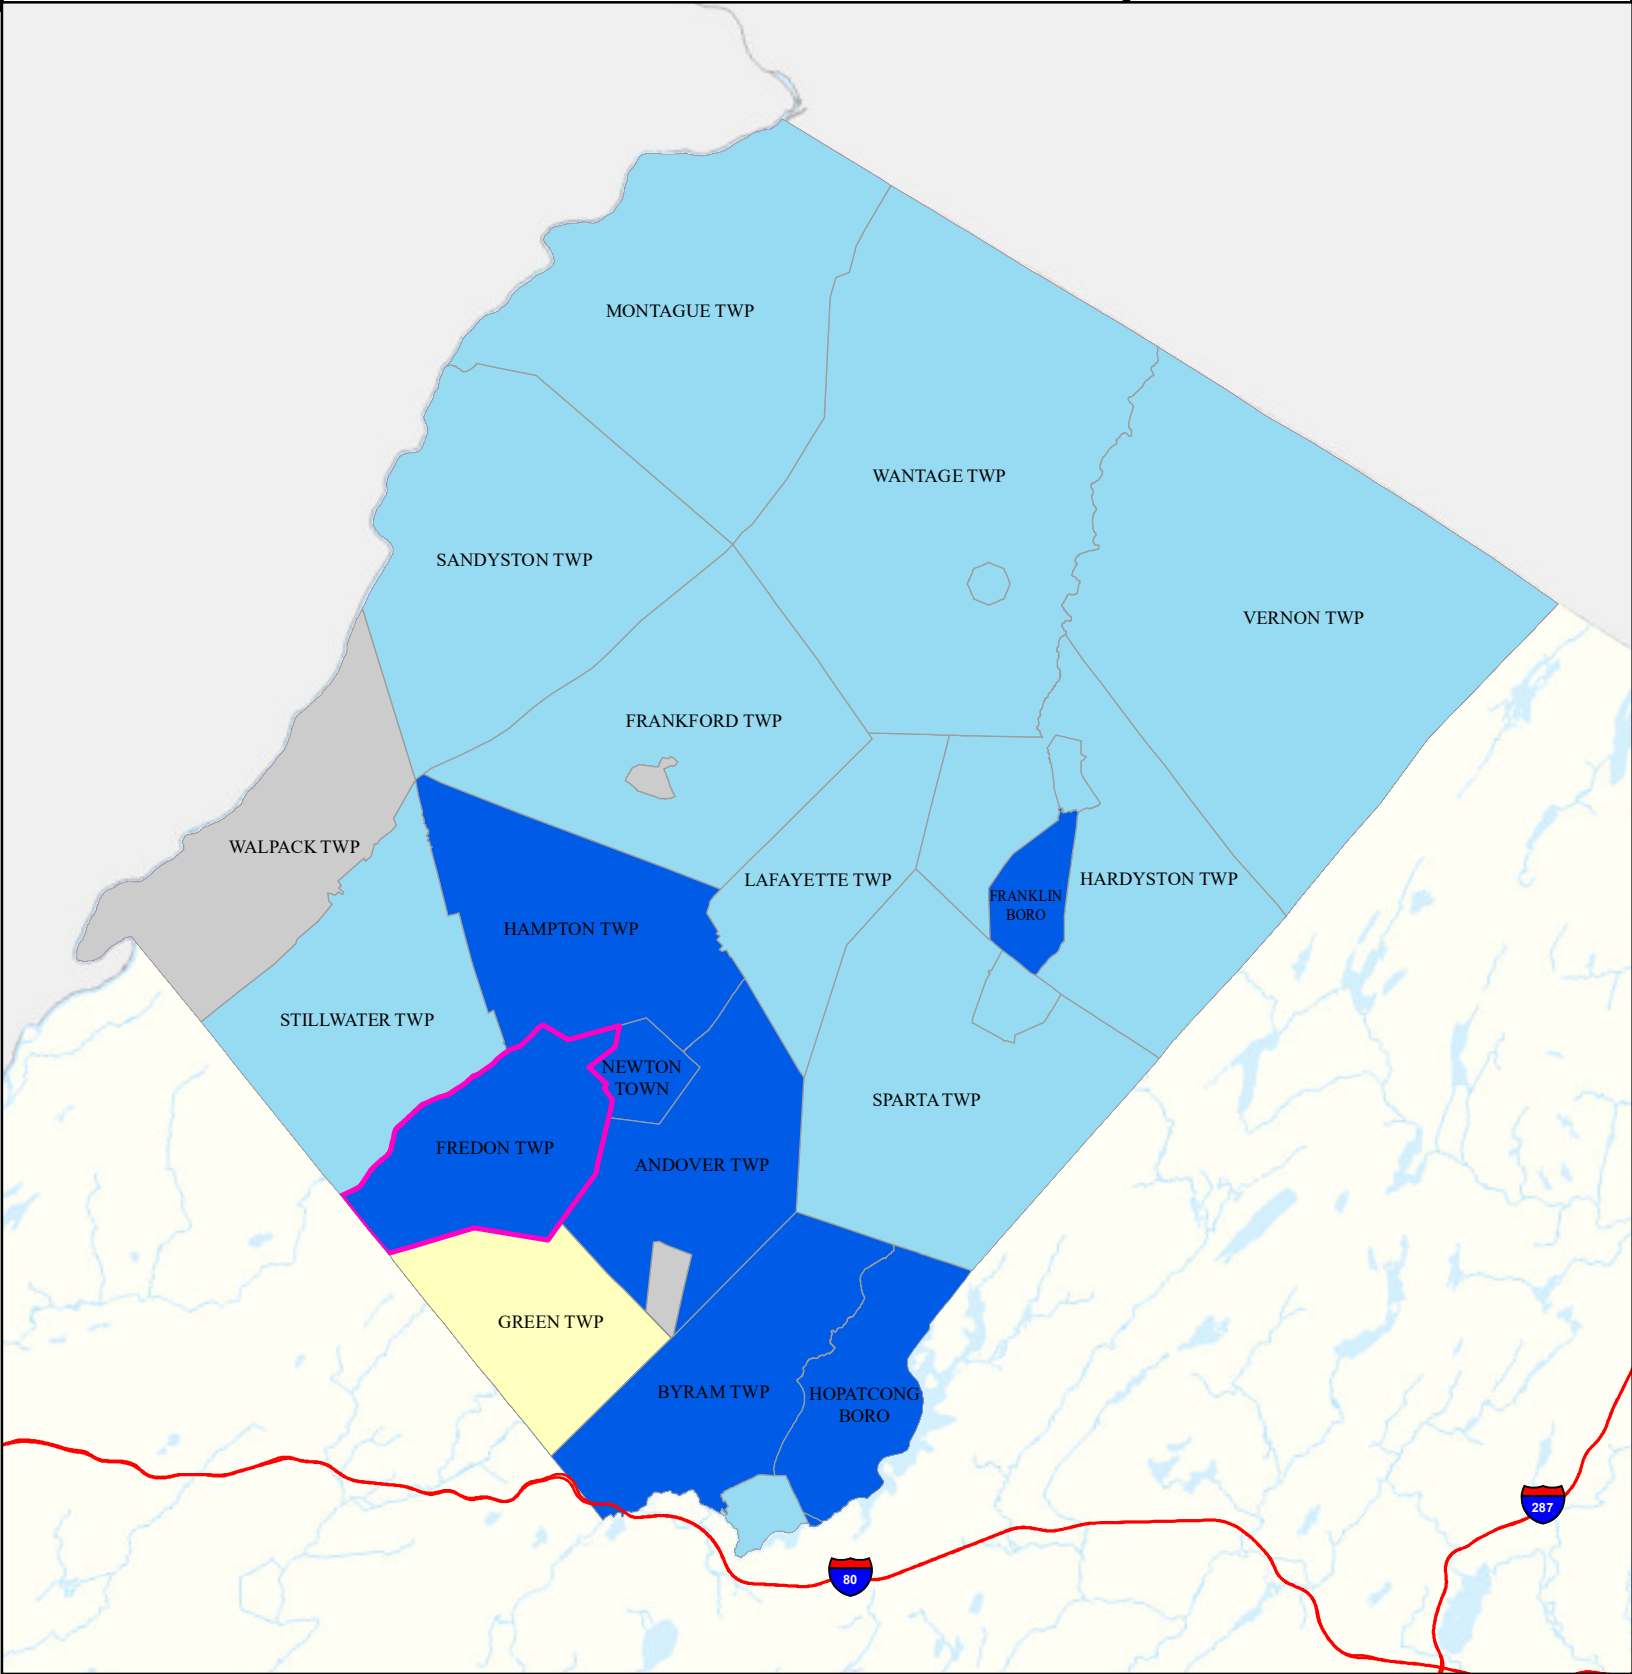 MONTAGUE TWP
WANTAGE TWP
SANDYSTON TWP
VERNON TWP
FRANKFORD TWP
WALPACK TWP
LAFAYETTE TWP
HARDYSTON TWP
FRANKLIN
BORO
HAMPTON TWP
STILLWATER TWP
NEWTON
TOWN
SPARTA TWP
FREDON TWP
ANDOVER TWP
GREEN TWP
BYRAM TWP
HOPATCONG
BORO
287
80